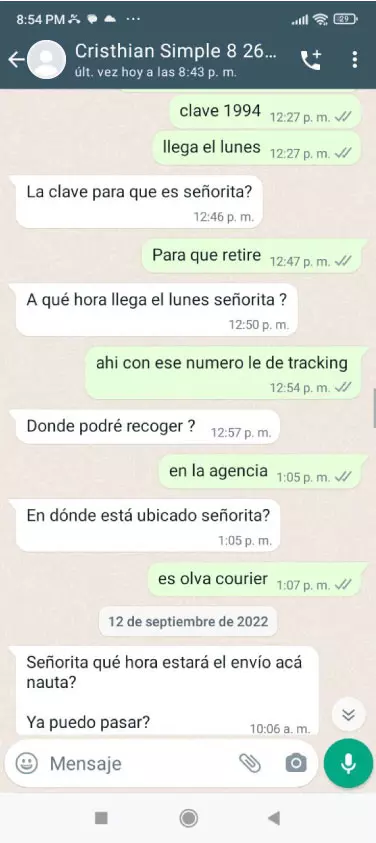 8:54 PM ... 29
Cristhian Simple 8 26...
últ. vez hoy a las 8:43 p. m.
clave 1994 12:27 p. m.
llega el lunes 12:27 p. m.
La clave para que es señorita?
12:46 p. m.
Para que retire 12:47 p. m.
A qué hora llega el lunes señorita ?
12:50 p. m.
ahi con ese numero le de tracking
12:54 p. m.
Donde podré recoger ? 12:57 p. m.
en la agencia 1:05 p. m.
En dónde está ubicado señorita?
1:05 p. m.
es olva courier 1:07 p. m.
12 de septiembre de 2022
Señorita qué hora estará el envío acá
nauta?
Ya puedo pasar? 10:06 a. m.
Mensaje